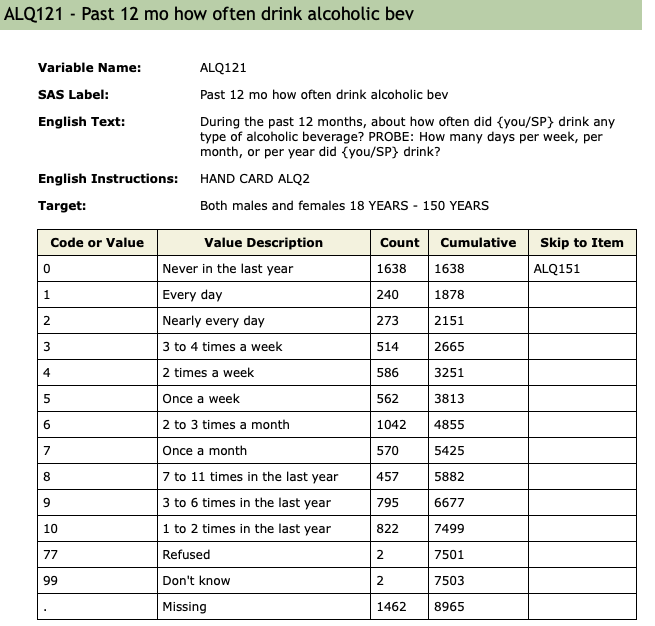 ALQ121 - Past 12 mo how often drink alcoholic bev
Variable Name: ALQ121
SAS Label: Past 12 mo how often drink alcoholic bev
English Text: During the past 12 months, about how often did {you/SP} drink any
type of alcoholic beverage? PROBE: How many days per week, per
month, or per year did {you/SP} drink?
English Instructions: HAND CARD ALQ2
Target: Both males and females 18 YEARS - 150 YEARS
Code or Value Value Description Count Cumulative Skip to Item
0 Never in the last year 1638 1638 ALQ151
1 Every day 240 1878
2 Nearly every day 273 2151
3 3 to 4 times a week 514 2665
4 2 times a week 586 3251
5 Once a week 562 3813
6 2 to 3 times a month 1042 4855
7 Once a month 570 5425
8 7 to 11 times in the last year 457 5882
9 3 to 6 times in the last year 795 6677
10 1 to 2 times in the last year 822 7499
77 Refused 2 7501
99 Don't know 2 7503
. Missing 1462 8965